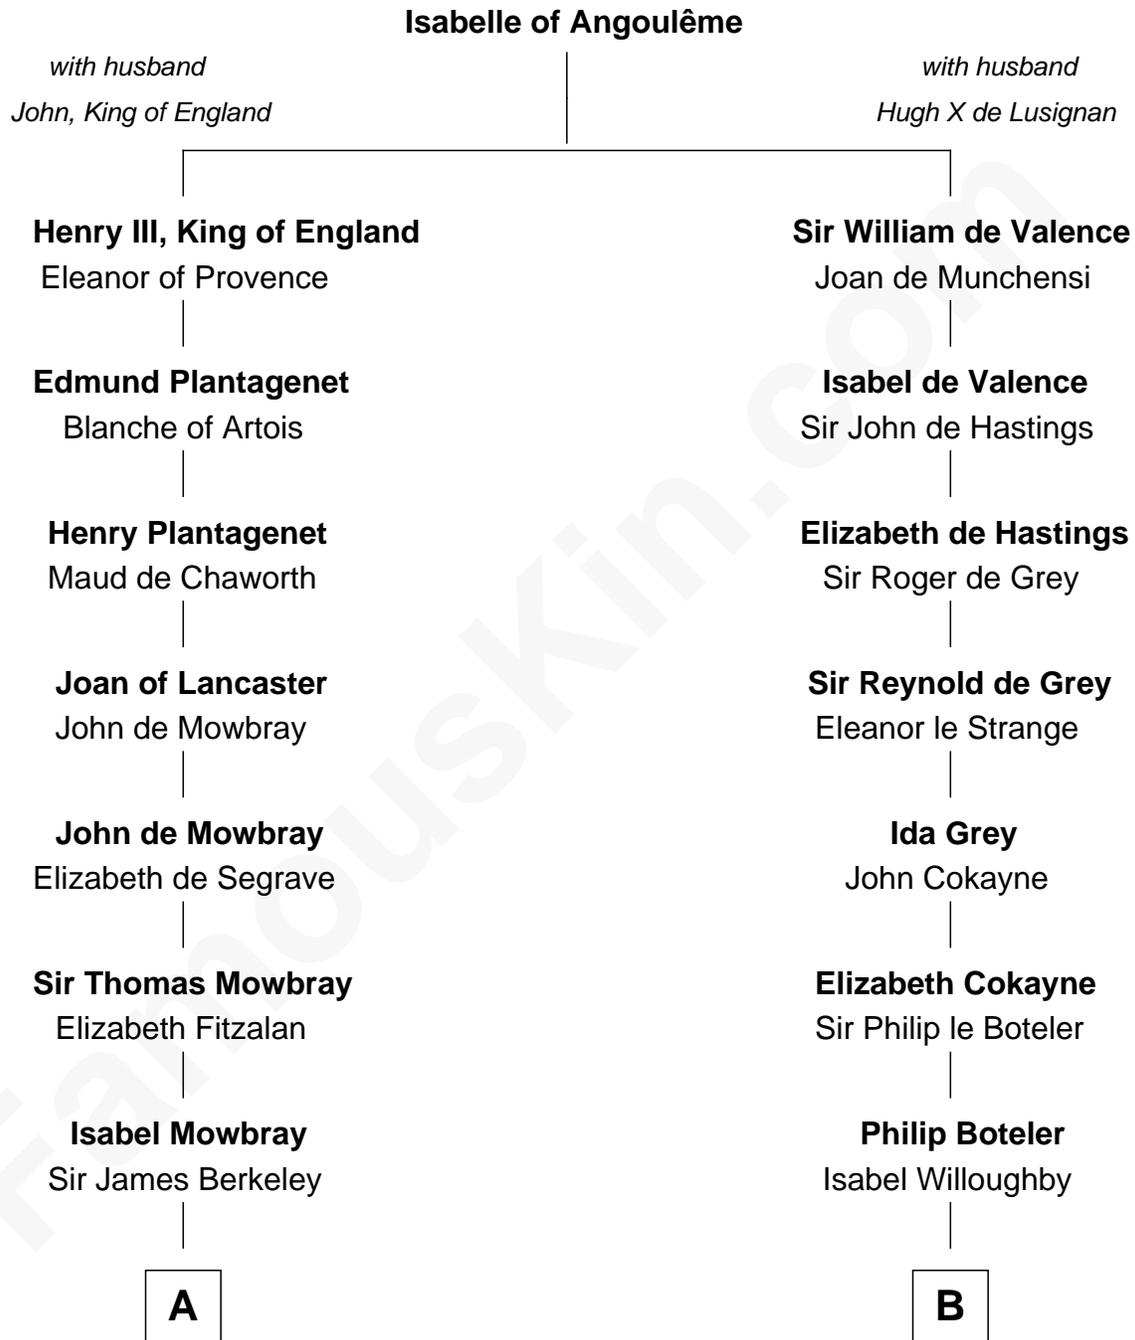 Isabelle of Angoulême
with husband
John, King of England
with husband
Hugh X de Lusignan
Henry III, King of England
Eleanor of Provence
Sir William de Valence
Joan de Munchensi
Edmund Plantagenet
Blanche of Artois
Isabel de Valence
Sir John de Hastings
Henry Plantagenet
Maud de Chaworth
Elizabeth de Hastings
Sir Roger de Grey
Joan of Lancaster
John de Mowbray
Sir Reynold de Grey
Eleanor le Strange
John de Mowbray
Elizabeth de Segrave
Ida Grey
John Cokayne
Sir Thomas Mowbray
Elizabeth Fitzalan
Elizabeth Cokayne
Sir Philip le Boteler
Isabel Mowbray
Sir James Berkeley
Philip Boteler
Isabel Willoughby
A
B
FamousKin.com